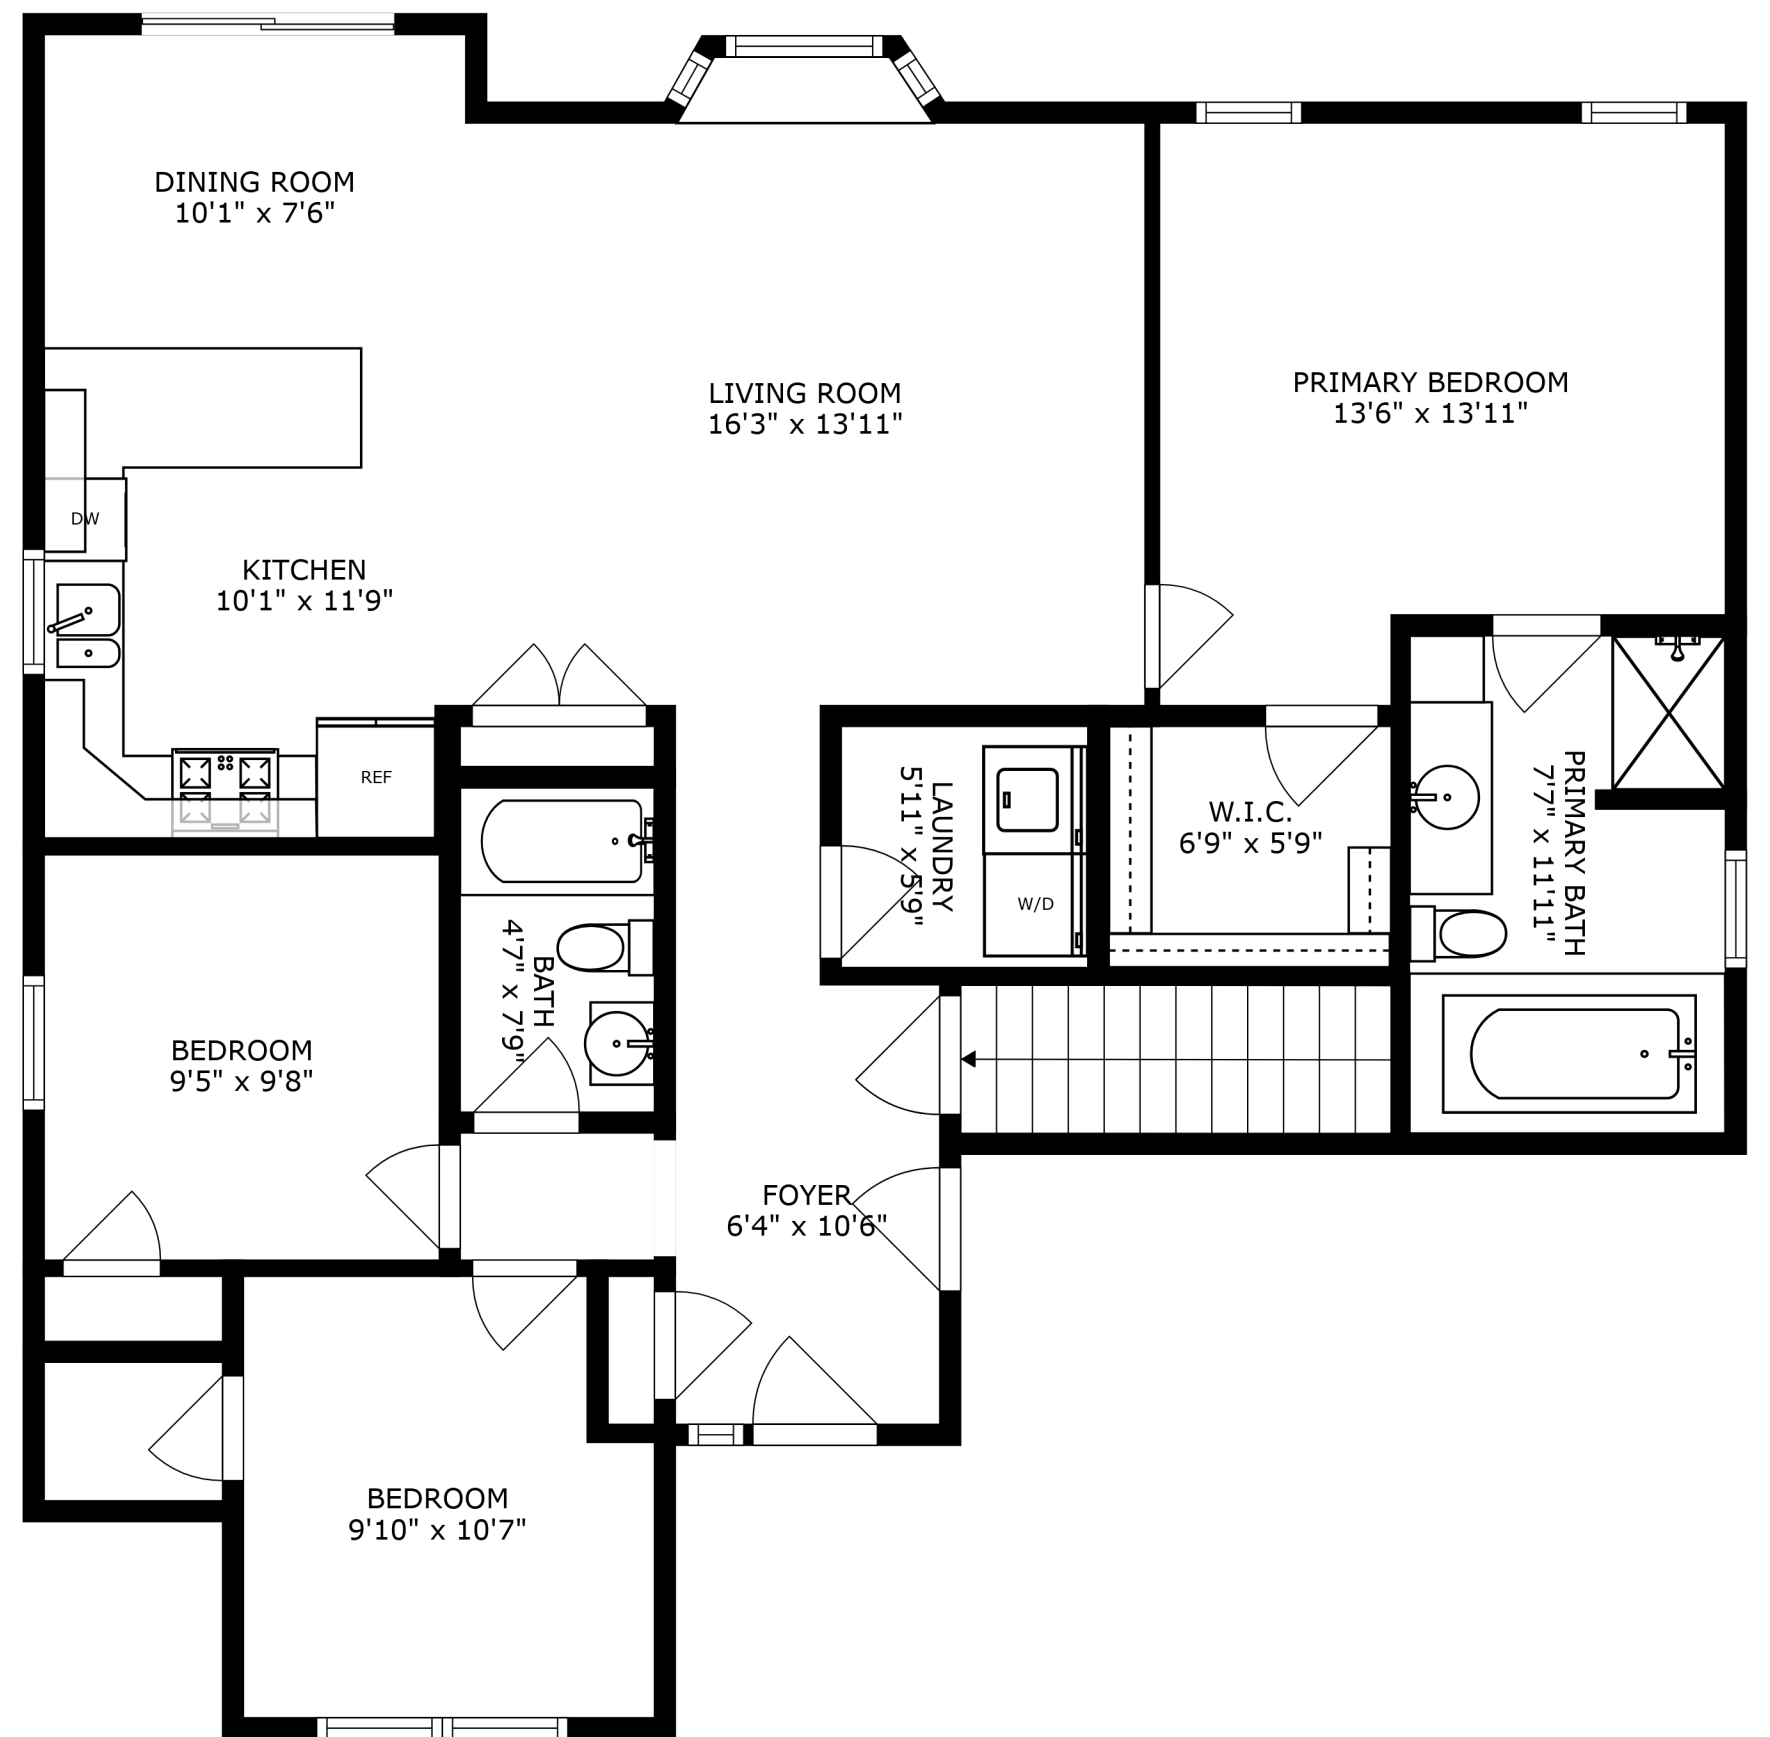 DINING ROOM
10'1" x 7'6"
LIVING ROOM
16'3" x 13'11"
PRIMARY BEDROOM
13'6" x 13'11"
DW
KITCHEN
10'1" x 11'9"
REF
LAUNDRY
5'11" x 5'9"
W/D
W.I.C.
6'9" x 5'9"
PRIMARY BATH
7'7" x 11'11"
BATH
4'7" x 7'9"
BEDROOM
9'5" x 9'8"
FOYER
6'4" x 10'6"
BEDROOM
9'10" x 10'7"